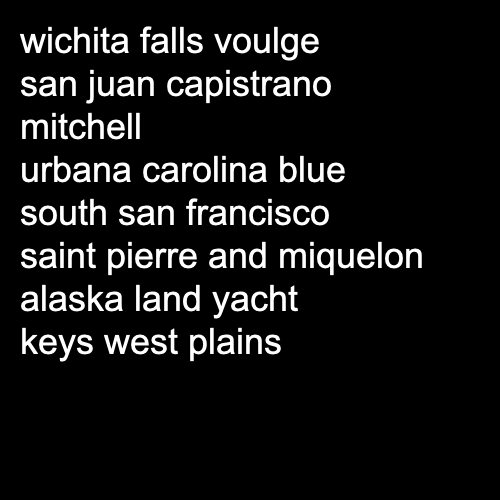 wichita falls voulge
san juan capistrano
mitchell
urbana carolina blue
south san francisco
saint pierre and miquelon
alaska land yacht
keys west plains